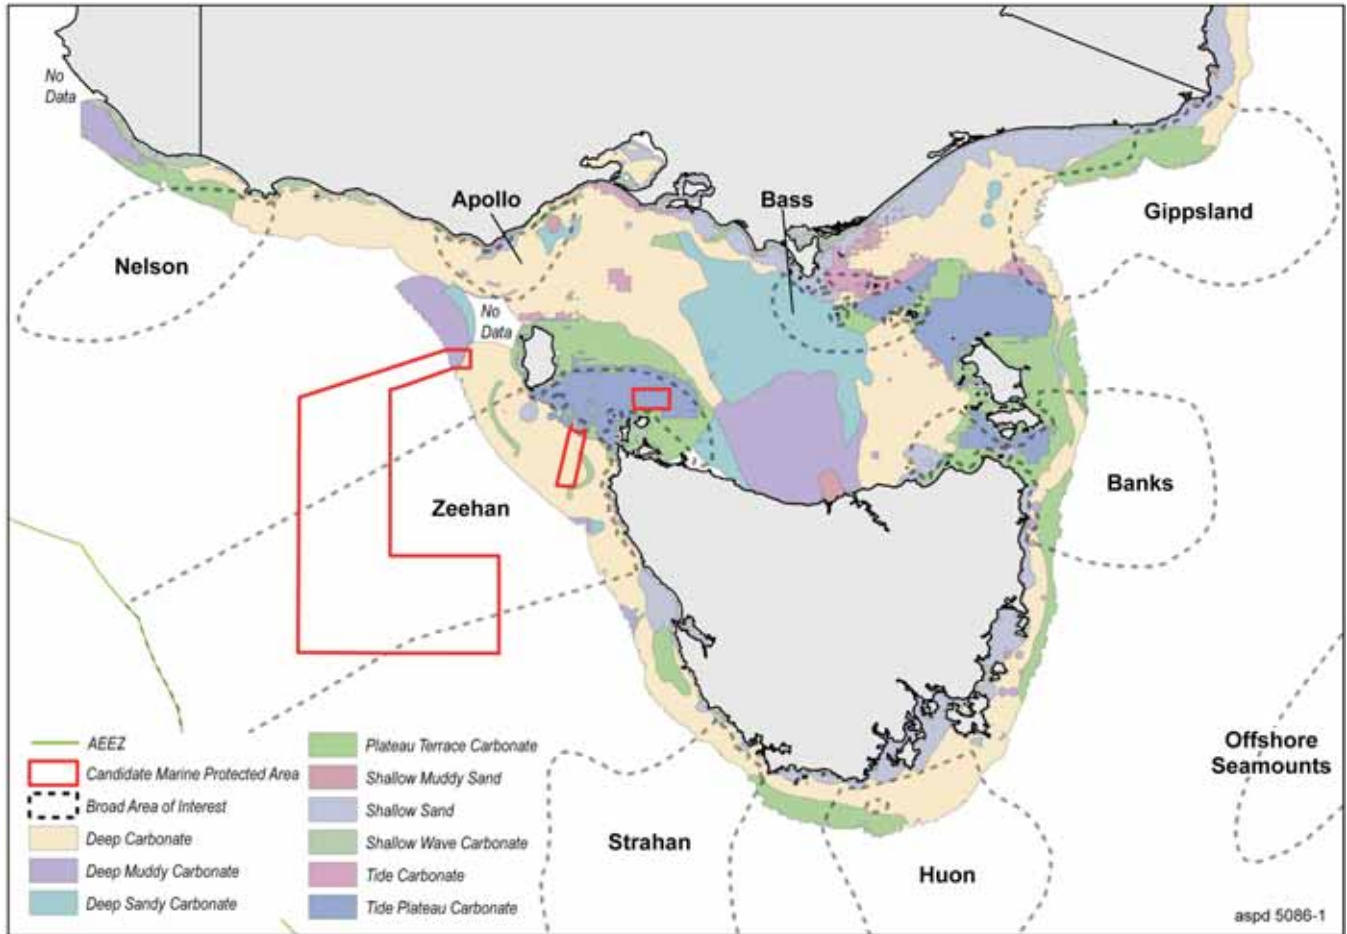 No
Data
Apollo
Bass
Gippsland
Nelson
No
Data
Zeehan
Banks
Offshore
Seamounts
Strahan
Huon
AEEZ
Candidate Marine Protected Area
Broad Area of Interest
Deep Carbonate
Deep Muddy Carbonate
Deep Sandy Carbonate
Plateau Terrace Carbonate
Shallow Muddy Sand
Shallow Sand
Shallow Wave Carbonate
Tide Carbonate
Tide Plateau Carbonate
aspd 5086-1